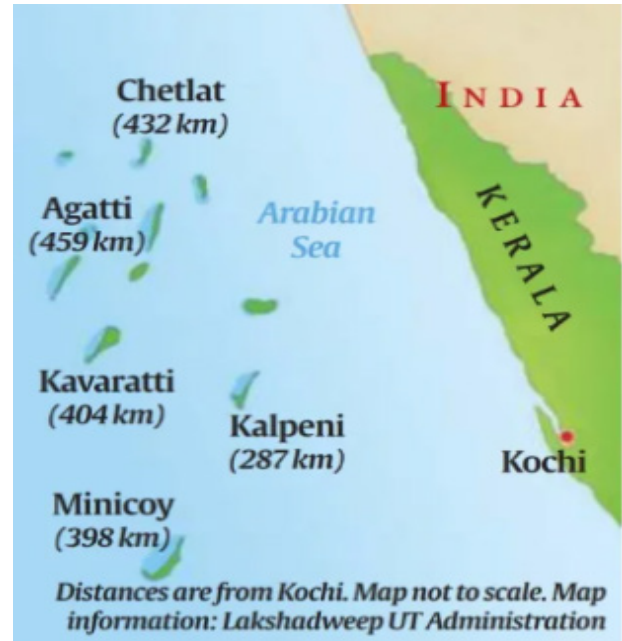 Chetlat
(432 km)
INDIA
Agatti
(459 km)
Arabian
Sea
KERALA
Kavaratti
(404 km)
Kalpeni
(287 km)
Kochi
Minicoy
(398 km)
Distances are from Kochi. Map not to scale. Map
information: Lakshadweep UT Administration